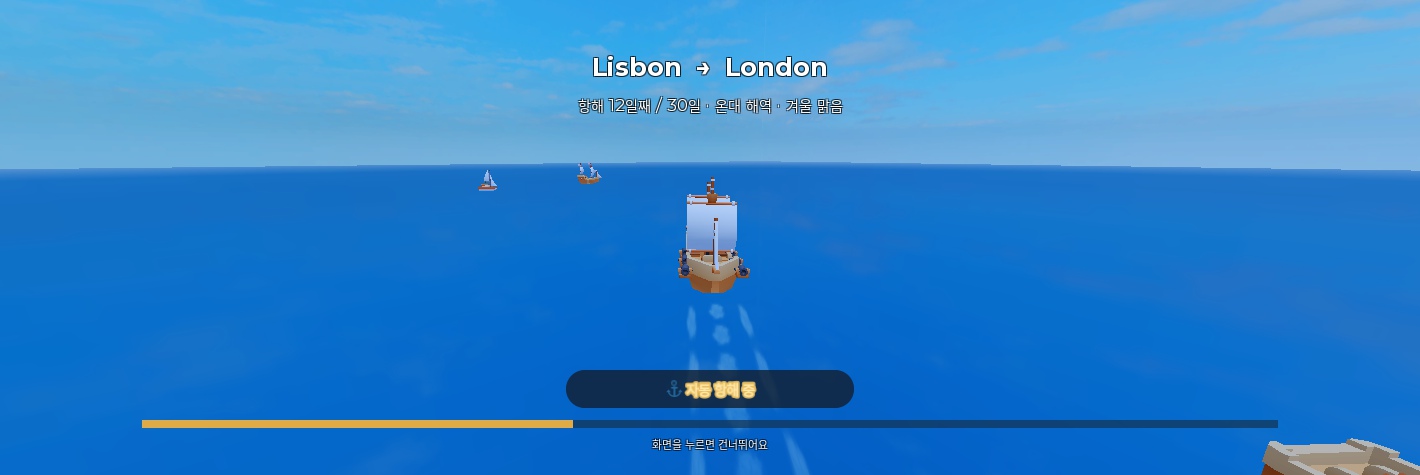 Lisbon → London
항해 12일째 / 30일 · 온대 해역 · 겨울 맑음
⚓ 자동 항해 중
화면을 누르면 건너뛰어요